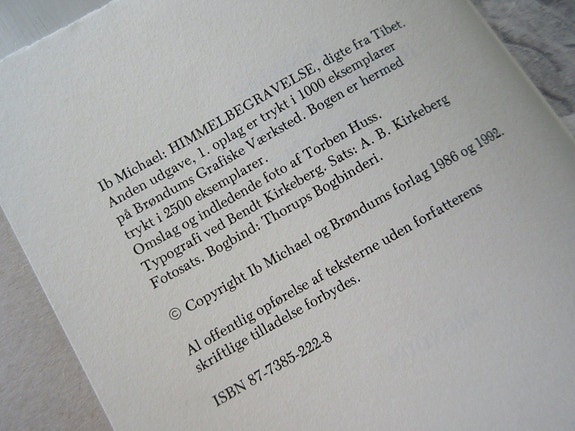 Ib Michael: HIMMELBEGRAVELSE, digte fra Tibet.
Anden udgave, 1. oplag er trykt i 1000 eksemplarer
på Brøndums Grafiske Værksted. Bogen er hermed
trykt i 2500 eksemplarer.
Omslag og indledende foto af Torben Huss.
Typografi ved Bendt Kirkeberg. Sats: A. B. Kirkeberg
Fotosats. Bogbind: Thorups Bogbinderi.
© Copyright Ib Michael og Brøndums forlag 1986 og 1992.
Al offentlig opførelse af teksterne uden forfatterens
skriftlige tilladelse forbydes.
ISBN 87-7385-222-8